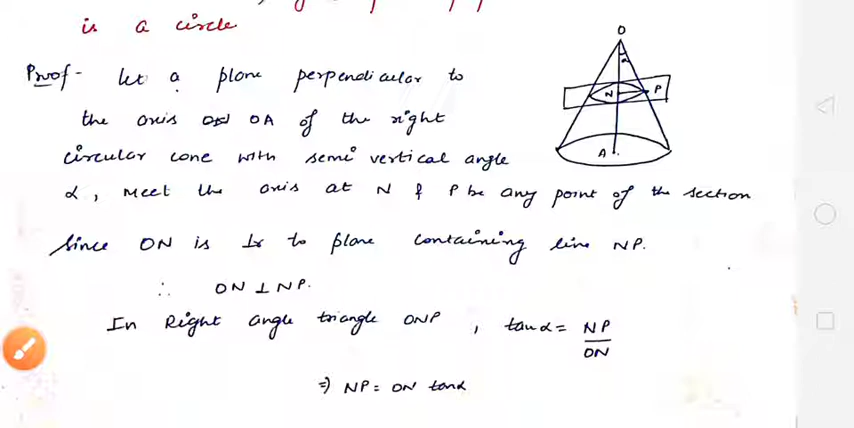 is a circle
Proof - Let a plane perpendicular to
the axis OA of the right
circular cone with semi vertical angle
α, meet the axis at N & P be any point of the section
Since ON is ⊥r to plane containing line NP.
∴ ON ⊥ NP.
In Right angle triangle ONP, tanα = NP/ON
⇒ NP = ON tanα
O
α
N P
A